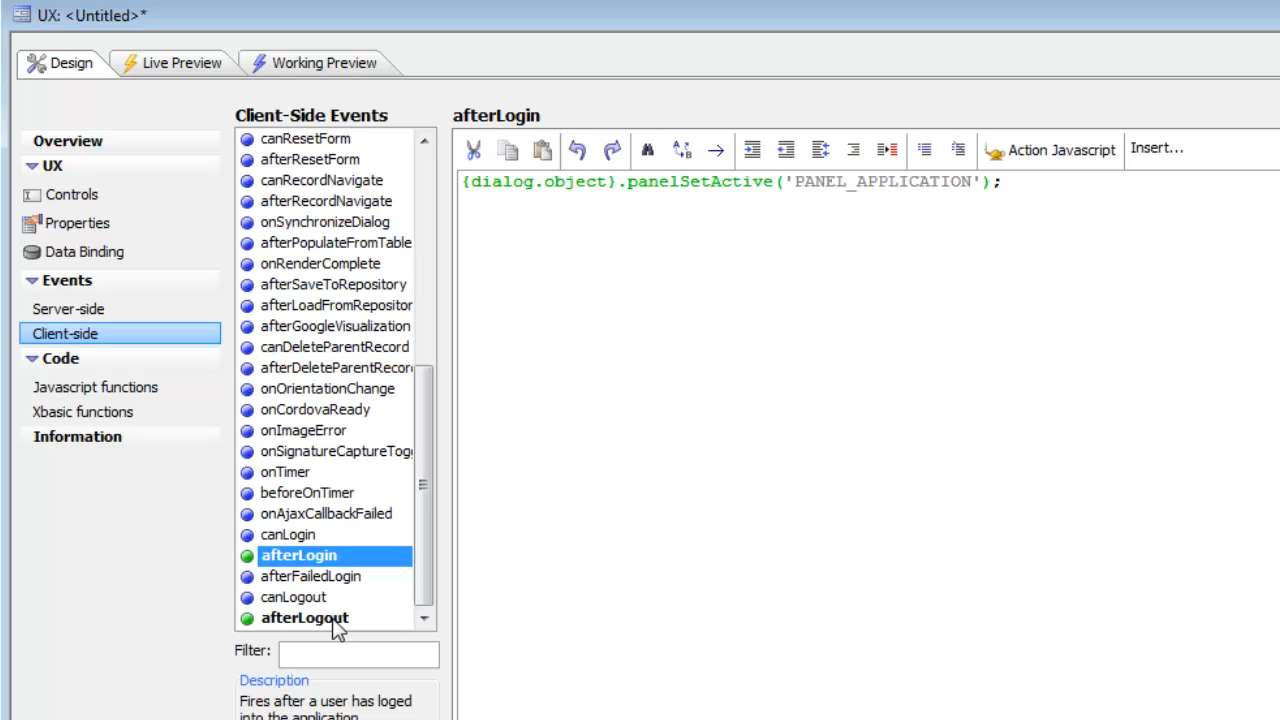 UX: <Untitled>*
Design
Live Preview
Working Preview
Overview
UX
Controls
Properties
Data Binding
Events
Server-side
Client-side
Code
Javascript functions
Xbasic functions
Information
Client-Side Events
canResetForm
afterResetForm
canRecordNavigate
afterRecordNavigate
onSynchronizeDialog
afterPopulateFromTable
onRenderComplete
afterSaveToRepository
afterLoadFromRepositor
afterGoogleVisualization
canDeleteParentRecord
afterDeleteParentRecor
onOrientationChange
onCordovaReady
onImageError
onSignatureCaptureTog
onTimer
beforeOnTimer
onAjaxCallbackFailed
canLogin
afterLogin
afterFailedLogin
canLogout
afterLogout
Filter:
Description
Fires after a user has loged
into the application
afterLogin
Action Javascript
Insert...
{dialog.object}.panelSetActive('PANEL_APPLICATION');